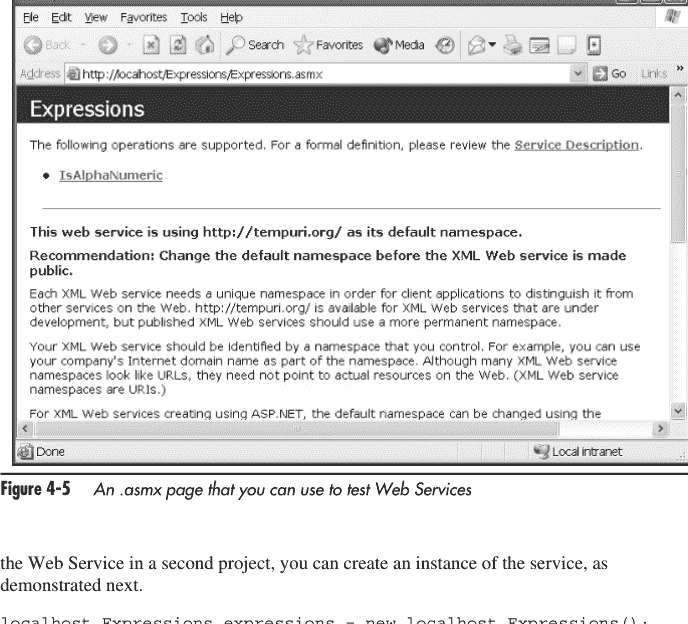 File Edit View Favorites Tools Help
Back Search Favorites Media
Address http://localhost/Expressions/Expressions.asmx Go Links »
Expressions
The following operations are supported. For a formal definition, please review the Service Description.
• IsAlphaNumeric
This web service is using http://tempuri.org/ as its default namespace.
Recommendation: Change the default namespace before the XML Web service is made
public.
Each XML Web service needs a unique namespace in order for client applications to distinguish it from
other services on the Web. http://tempuri.org/ is available for XML Web services that are under
development, but published XML Web services should use a more permanent namespace.
Your XML Web service should be identified by a namespace that you control. For example, you can use
your company's Internet domain name as part of the namespace. Although many XML Web service
namespaces look like URLs, they need not point to actual resources on the Web. (XML Web service
namespaces are URIs.)
For XML Web services creating using ASP.NET, the default namespace can be changed using the
Done Local intranet
Figure 4-5 An .asmx page that you can use to test Web Services
the Web Service in a second project, you can create an instance of the service, as
demonstrated next.
localhost.Expressions expressions = new localhost.Expressions();